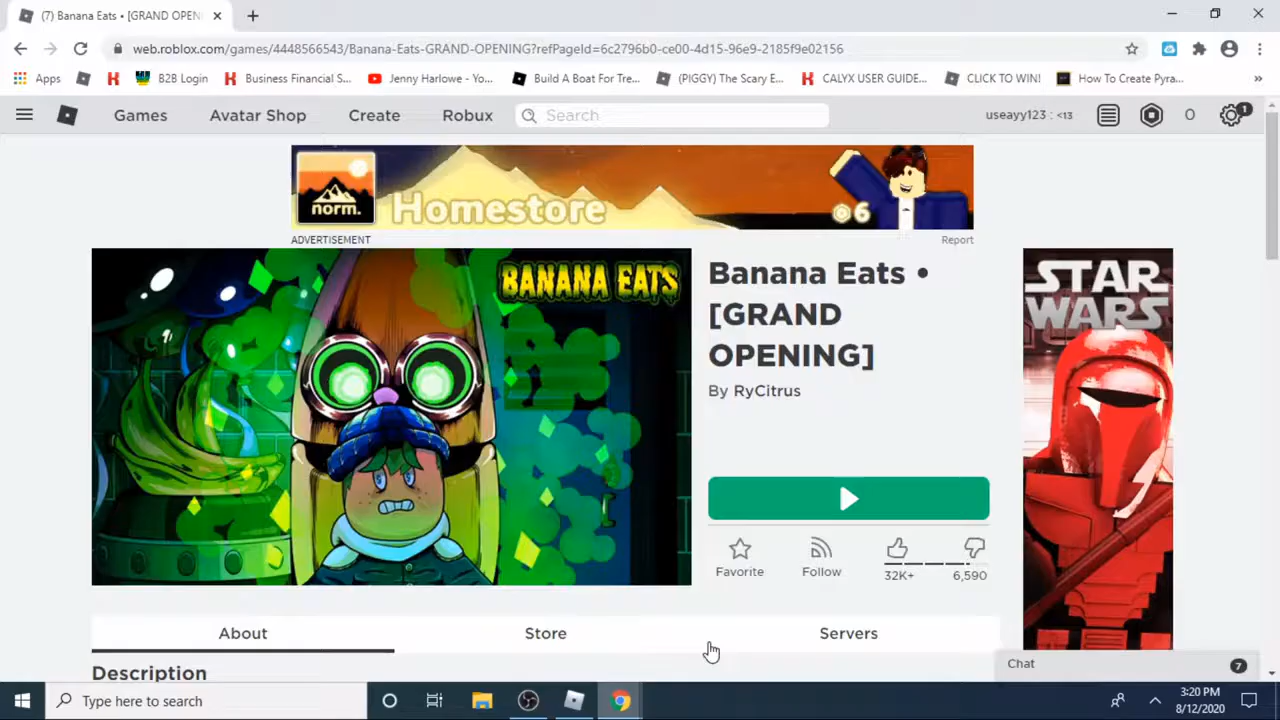 (7) Banana Eats • [GRAND OPEN
web.roblox.com/games/4448566543/Banana-Eats-GRAND-OPENING?refPageId=6c2796b0-ce00-4d15-96e9-2185f9e02156
Apps
B2B Login
Business Financial S...
Jenny Harlowe - Yo...
Build A Boat For Tre...
(PIGGY) The Scary E...
CALYX USER GUIDE...
CLICK TO WIN!
How To Create Pyra...
»
Games
Avatar Shop
Create
Robux
Search
useayy123 : <13
0
1
norm.
Homestore
6
ADVERTISEMENT
Report
BANANA EATS
Banana Eats •
[GRAND
OPENING]
By RyCitrus
STAR
WARS
Favorite
Follow
32K+
6,590
About
Store
Servers
Description
Chat
7
Type here to search
3:20 PM
8/12/2020